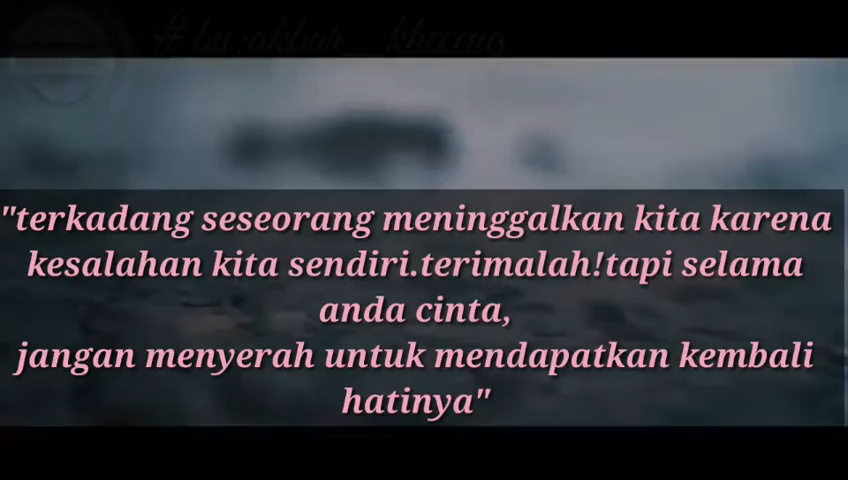 "terkadang seseorang meninggalkan kita karena
kesalahan kita sendiri.terimalah!tapi selama
anda cinta,
jangan menyerah untuk mendapatkan kembali
hatinya"